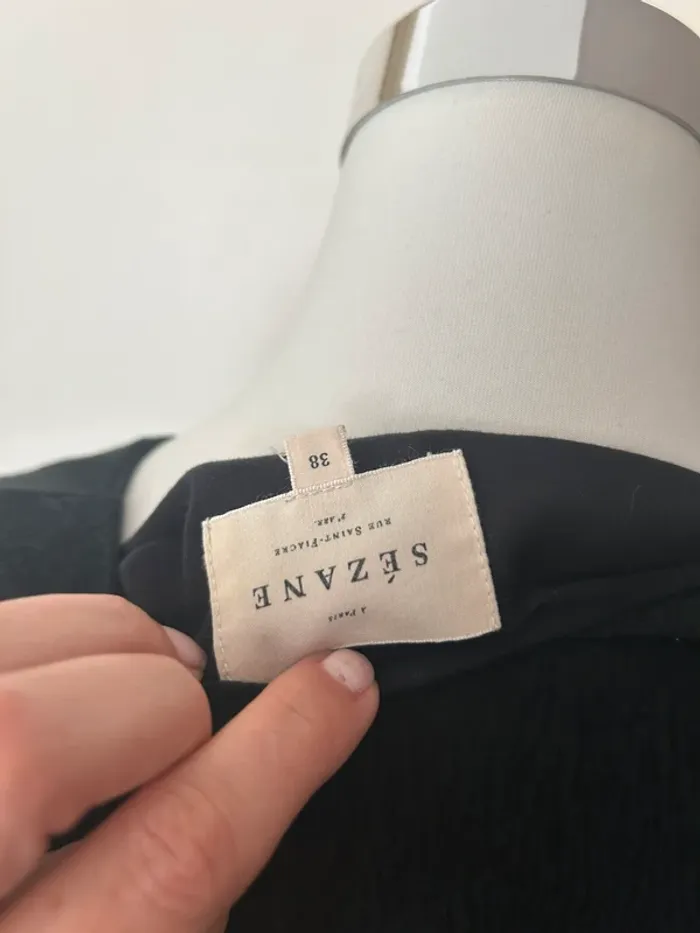 À PARIS
SÉZANE
RUE SAINT-FIACRE
2ᵉ ARR.
38